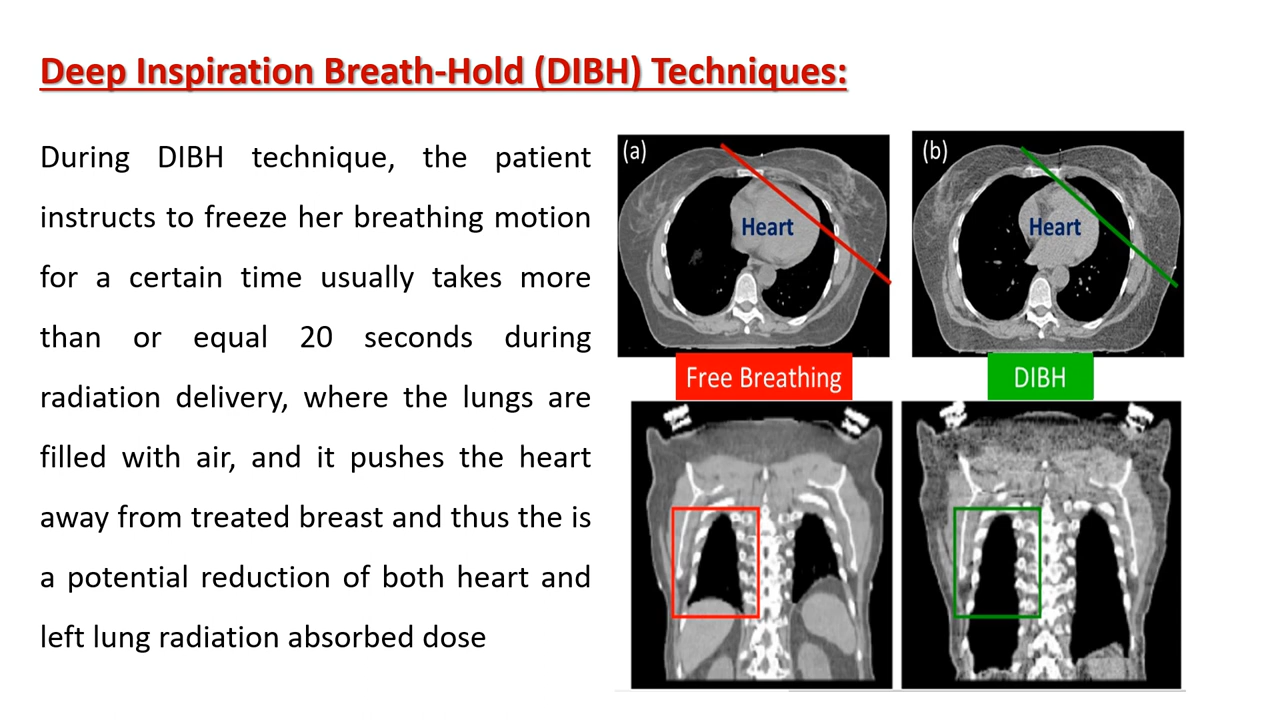 Deep Inspiration Breath-Hold (DIBH) Techniques:
During DIBH technique, the patient
instructs to freeze her breathing motion
for a certain time usually takes more
than or equal 20 seconds during
radiation delivery, where the lungs are
filled with air, and it pushes the heart
away from treated breast and thus the is
a potential reduction of both heart and
left lung radiation absorbed dose
(a)
Heart
(b)
Heart
Free Breathing
DIBH